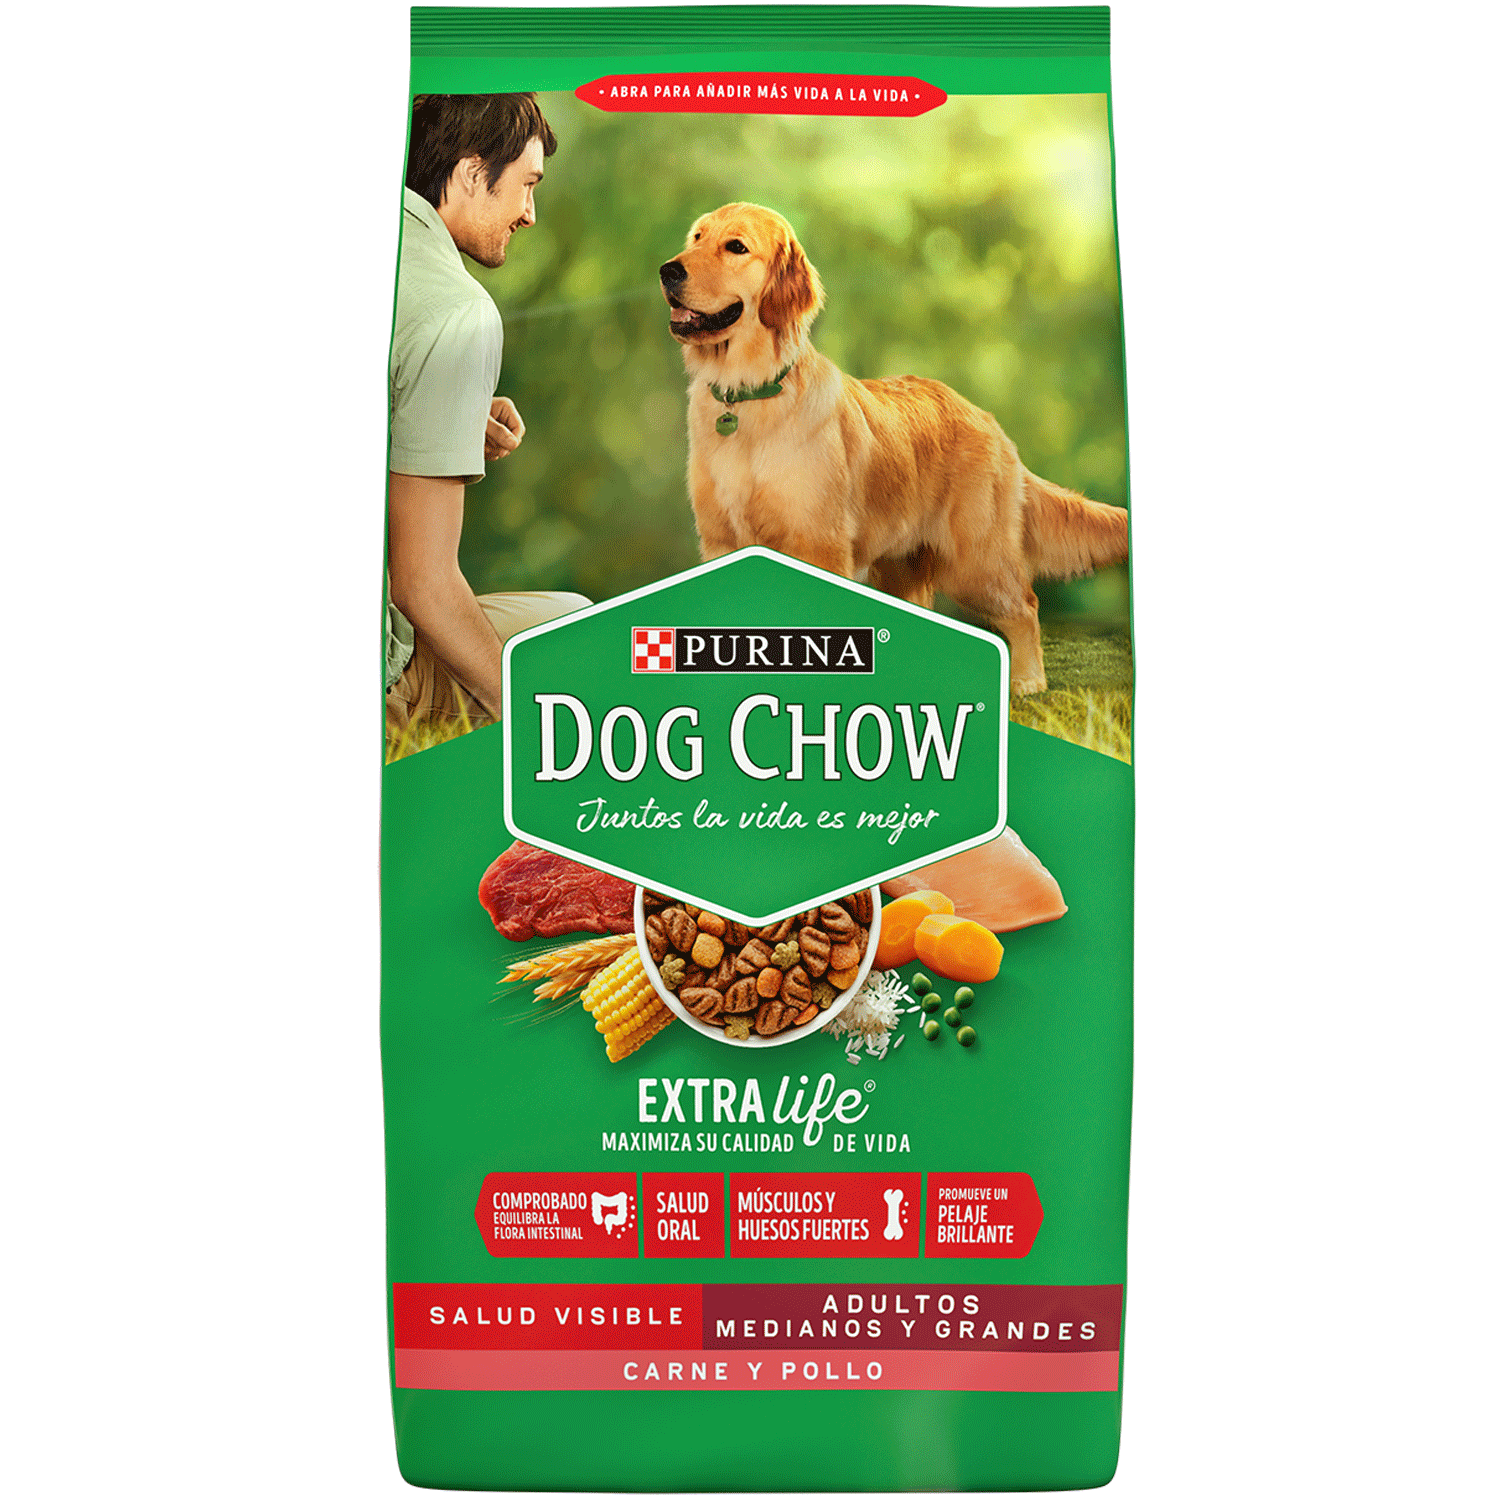 • ABRA PARA AÑADIR MÁS VIDA A LA VIDA •
PURINA®
DOG CHOW®
Juntos la vida es mejor
EXTRA life®
MAXIMIZA SU CALIDAD DE VIDA
COMPROBADO
EQUILIBRA LA
FLORA INTESTINAL
SALUD
ORAL
MÚSCULOS Y
HUESOS FUERTES
PROMUEVE UN
PELAJE
BRILLANTE
SALUD VISIBLE
ADULTOS
MEDIANOS Y GRANDES
CARNE Y POLLO